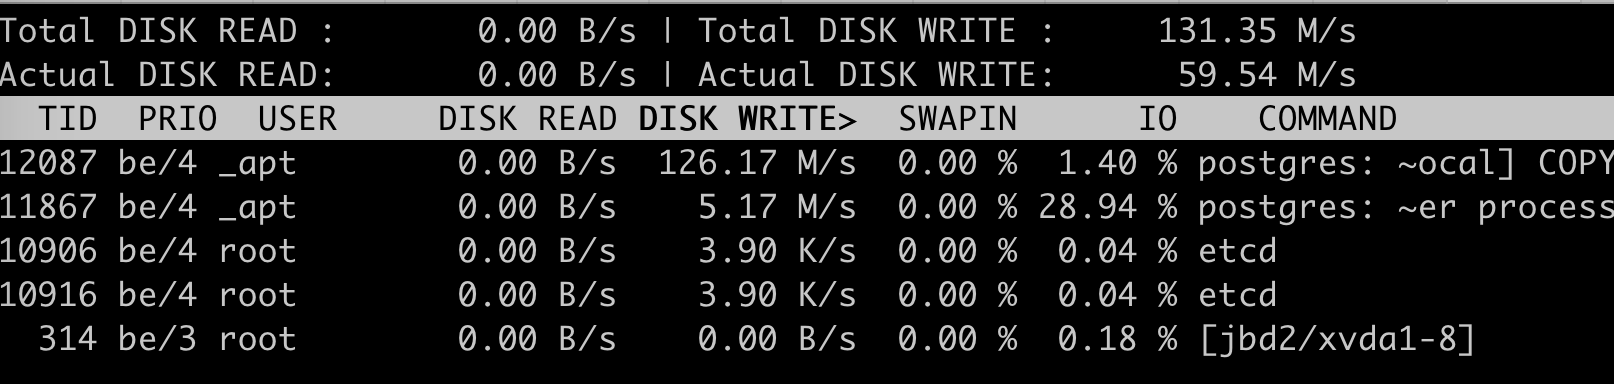 Total DISK READ :       0.00 B/s | Total DISK WRITE :     131.35 M/s
Actual DISK READ:       0.00 B/s | Actual DISK WRITE:      59.54 M/s
  TID  PRIO  USER     DISK READ DISK WRITE>  SWAPIN      IO    COMMAND
12087 be/4 _apt        0.00 B/s  126.17 M/s  0.00 %  1.40 % postgres: ~ocal] COPY
11867 be/4 _apt        0.00 B/s    5.17 M/s  0.00 % 28.94 % postgres: ~er process
10906 be/4 root        0.00 B/s    3.90 K/s  0.00 %  0.04 % etcd
10916 be/4 root        0.00 B/s    3.90 K/s  0.00 %  0.04 % etcd
  314 be/3 root        0.00 B/s    0.00 B/s  0.00 %  0.18 % [jbd2/xvda1-8]